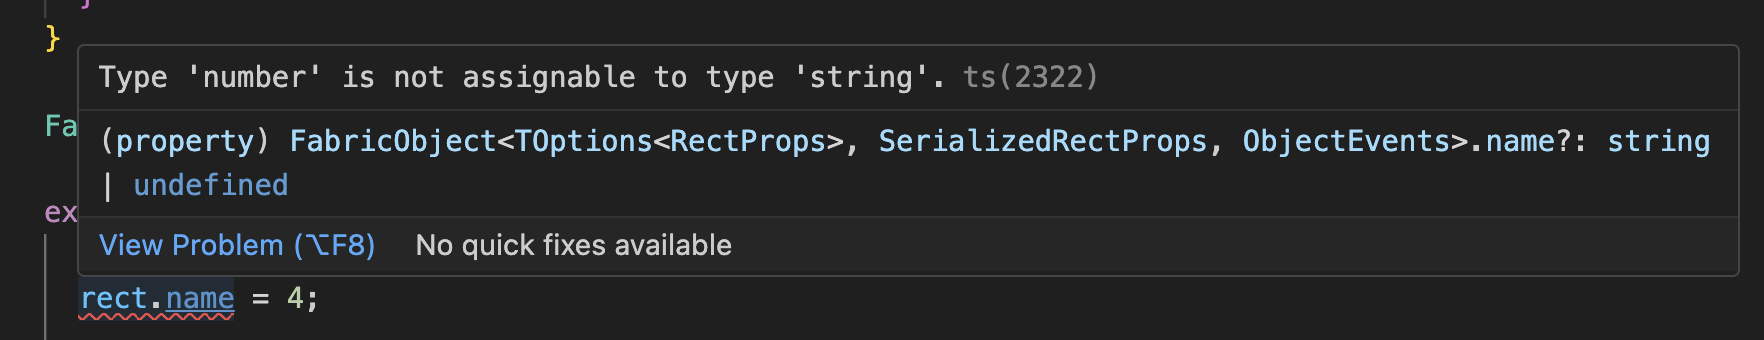 }
}
Type 'number' is not assignable to type 'string'. ts(2322)
Fa
(property) FabricObject<TOptions<RectProps>, SerializedRectProps, ObjectEvents>.name?: string
| undefined
ex
View Problem (⌥F8) No quick fixes available
rect.name = 4;